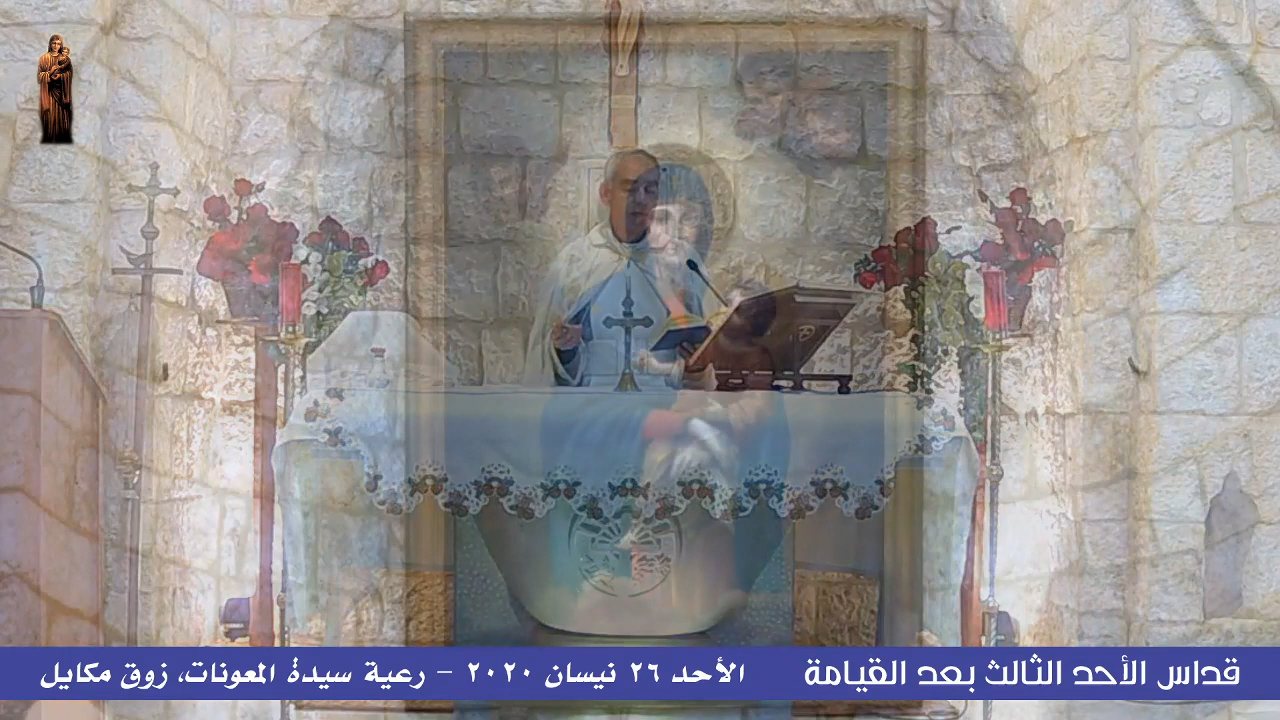 قداس الأحد الثالث بعد القيامة الأحد ٢٦ نيسان ٢٠٢٠ - رعية سيدة المعونات، زوق مكايل